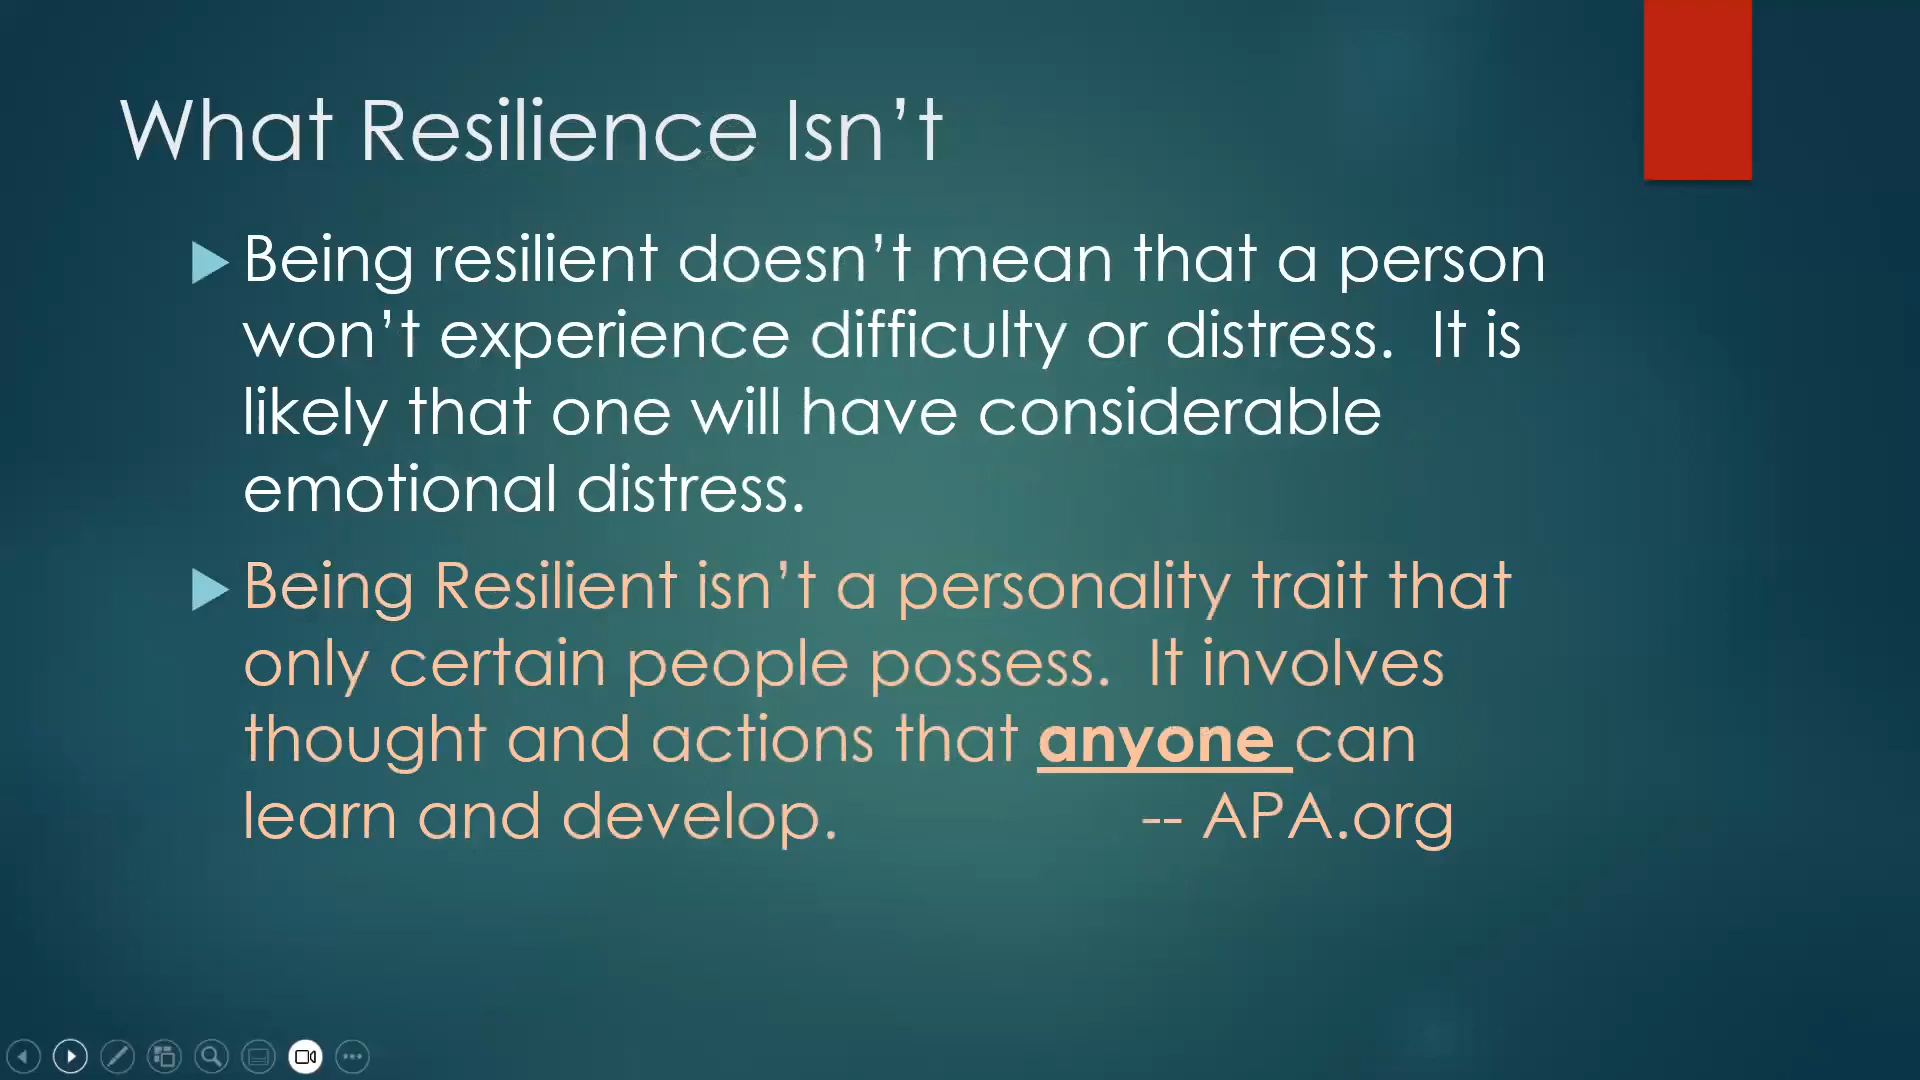 What Resilience Isn’t
Being resilient doesn’t mean that a person
won’t experience difficulty or distress.  It is
likely that one will have considerable
emotional distress.
Being Resilient isn’t a personality trait that
only certain people possess.  It involves
thought and actions that anyone can
learn and develop. -- APA.org